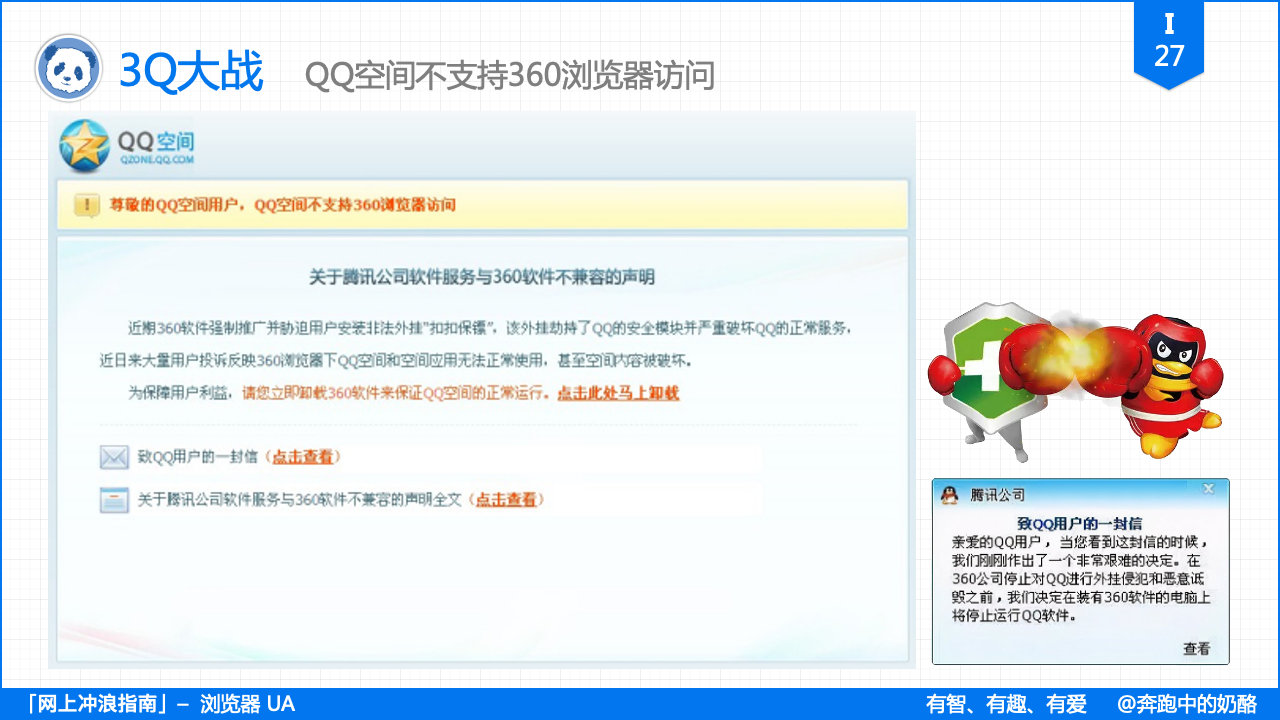 I
27
3Q大战 QQ空间不支持360浏览器访问
QQ空间
QZONE.QQ.COM
尊敬的QQ空间用户，QQ空间不支持360浏览器访问
关于腾讯公司软件服务与360软件不兼容的声明
近期360软件强制推广并胁迫用户安装非法外挂"扣扣保镖"，该外挂劫持了QQ的安全模块并严重破坏QQ的正常服务，
近日来大量用户投诉反映360浏览器下QQ空间和空间应用无法正常使用，甚至空间内容被破坏。
为保障用户利益，请您立即卸载360软件来保证QQ空间的正常运行。点击此处马上卸载
致QQ用户的一封信（点击查看）
关于腾讯公司软件服务与360软件不兼容的声明全文（点击查看）
腾讯公司
致QQ用户的一封信
亲爱的QQ用户，当您看到这封信的时候，
我们刚刚作出了一个非常艰难的决定。在
360公司停止对QQ进行外挂侵犯和恶意诋
毁之前，我们决定在装有360软件的电脑上
将停止运行QQ软件。
查看
「网上冲浪指南」– 浏览器 UA
有智、有趣、有爱 @奔跑中的奶酪